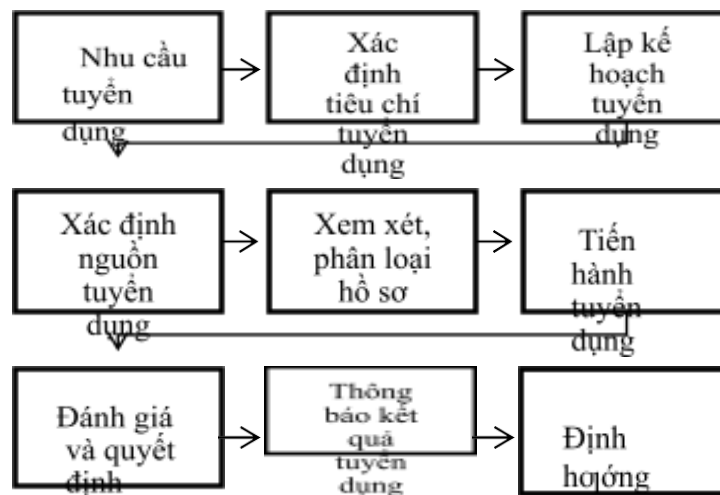 Nhu cầu
tuyển
dụng
Xác
định
tiêu chí
tuyển
dụng
Lập kế
hoạch
tuyển
dụng
Xác định
nguồn
tuyển
dụng
Xem xét,
phân loại
hồ sơ
Tiến
hành
tuyển
dụng
Đánh giá
và quyết
định
Thông
báo kết
quả
tuyển
dụng
Định
hơjớng